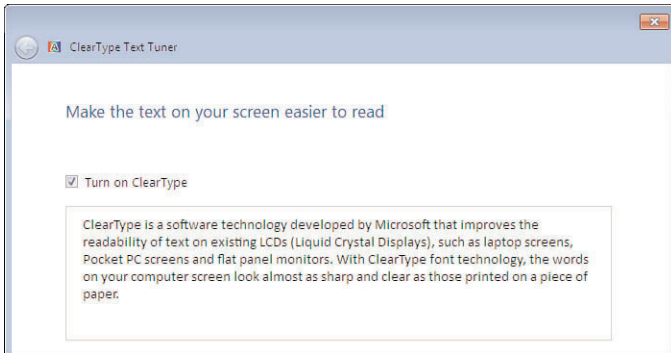 ClearType Text Tuner
Make the text on your screen easier to read
Turn on ClearType
ClearType is a software technology developed by Microsoft that improves the
readability of text on existing LCDs (Liquid Crystal Displays), such as laptop screens,
Pocket PC screens and flat panel monitors. With ClearType font technology, the words
on your computer screen look almost as sharp and clear as those printed on a piece of
paper.